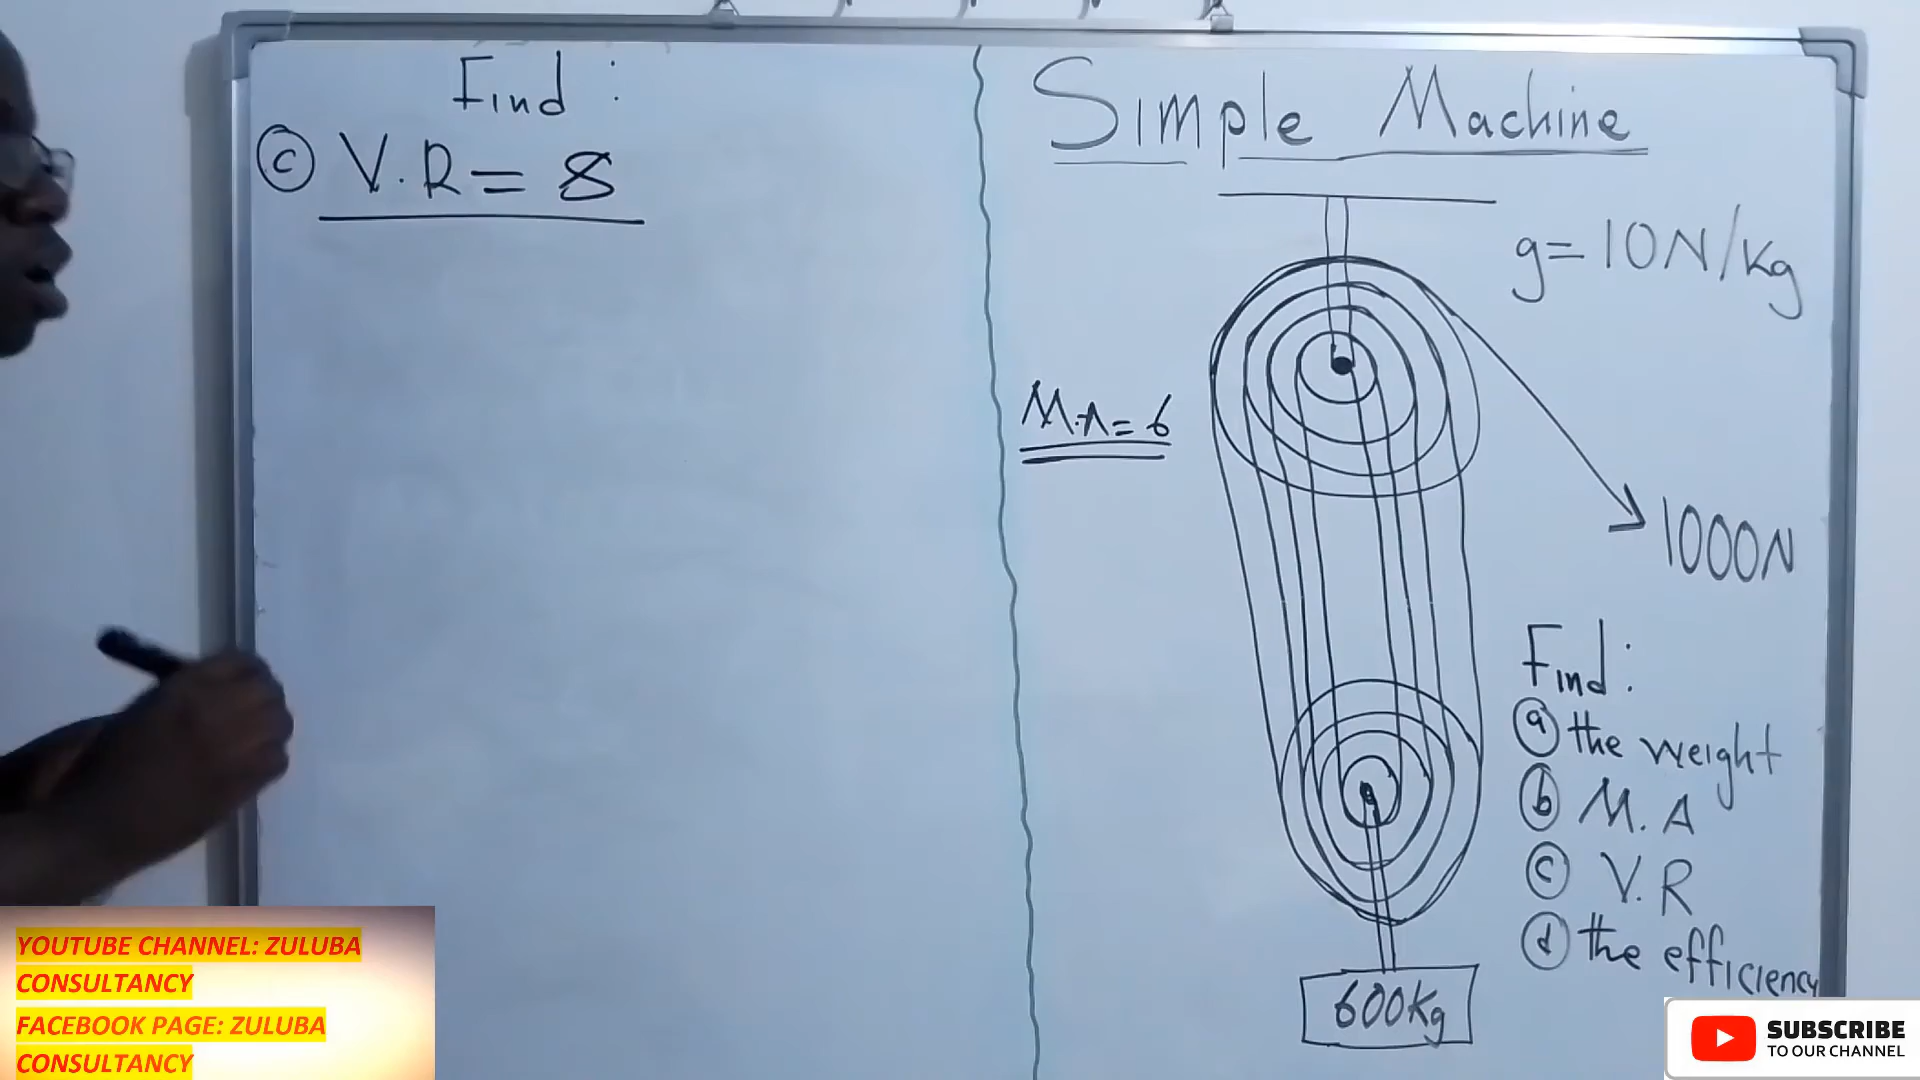 Find :
ⓒ V.R = 8
Simple Machine
g=10N/Kg
M.A=6
1000N
Find :
ⓐ the weight
ⓑ M.A
ⓒ V.R
ⓓ the efficiency
600Kg
YOUTUBE CHANNEL: ZULUBA
CONSULTANCY
FACEBOOK PAGE: ZULUBA
CONSULTANCY
SUBSCRIBE
TO OUR CHANNEL